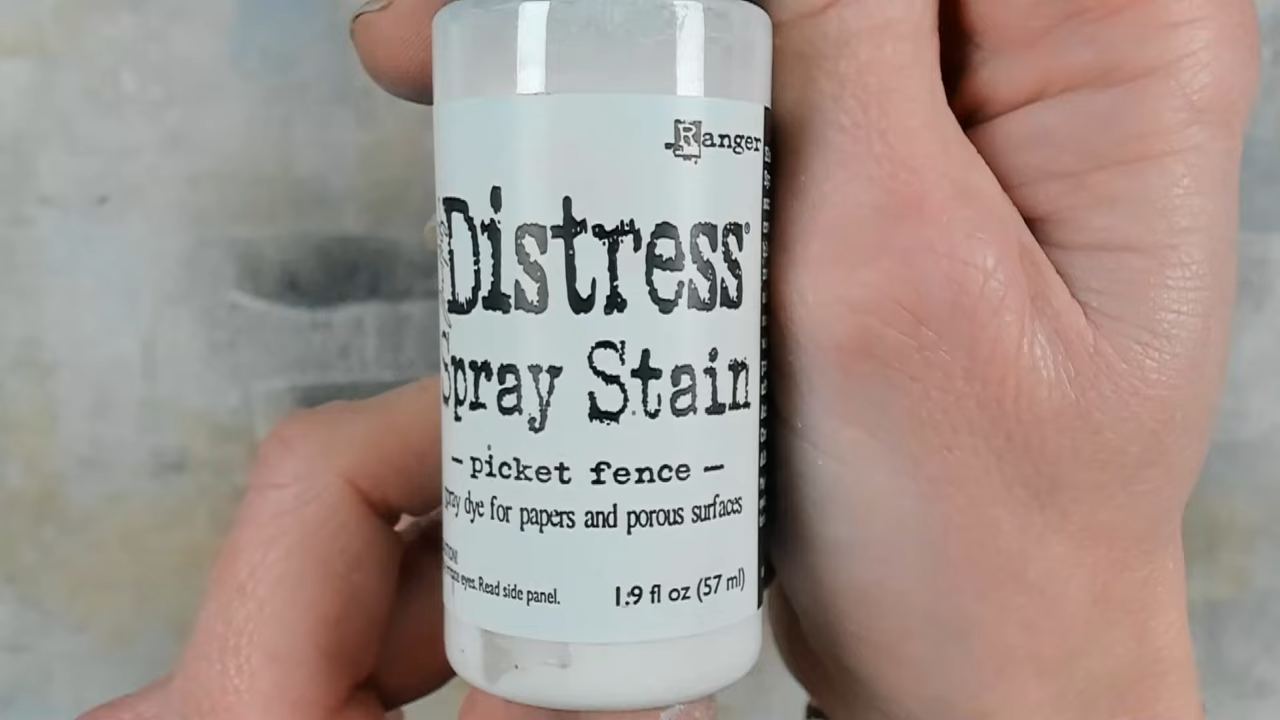 Ranger
Distress®
Spray Stain
— picket fence —
spray dye for papers and porous surfaces
eyes. Read side panel.
1.9 fl oz (57 ml)